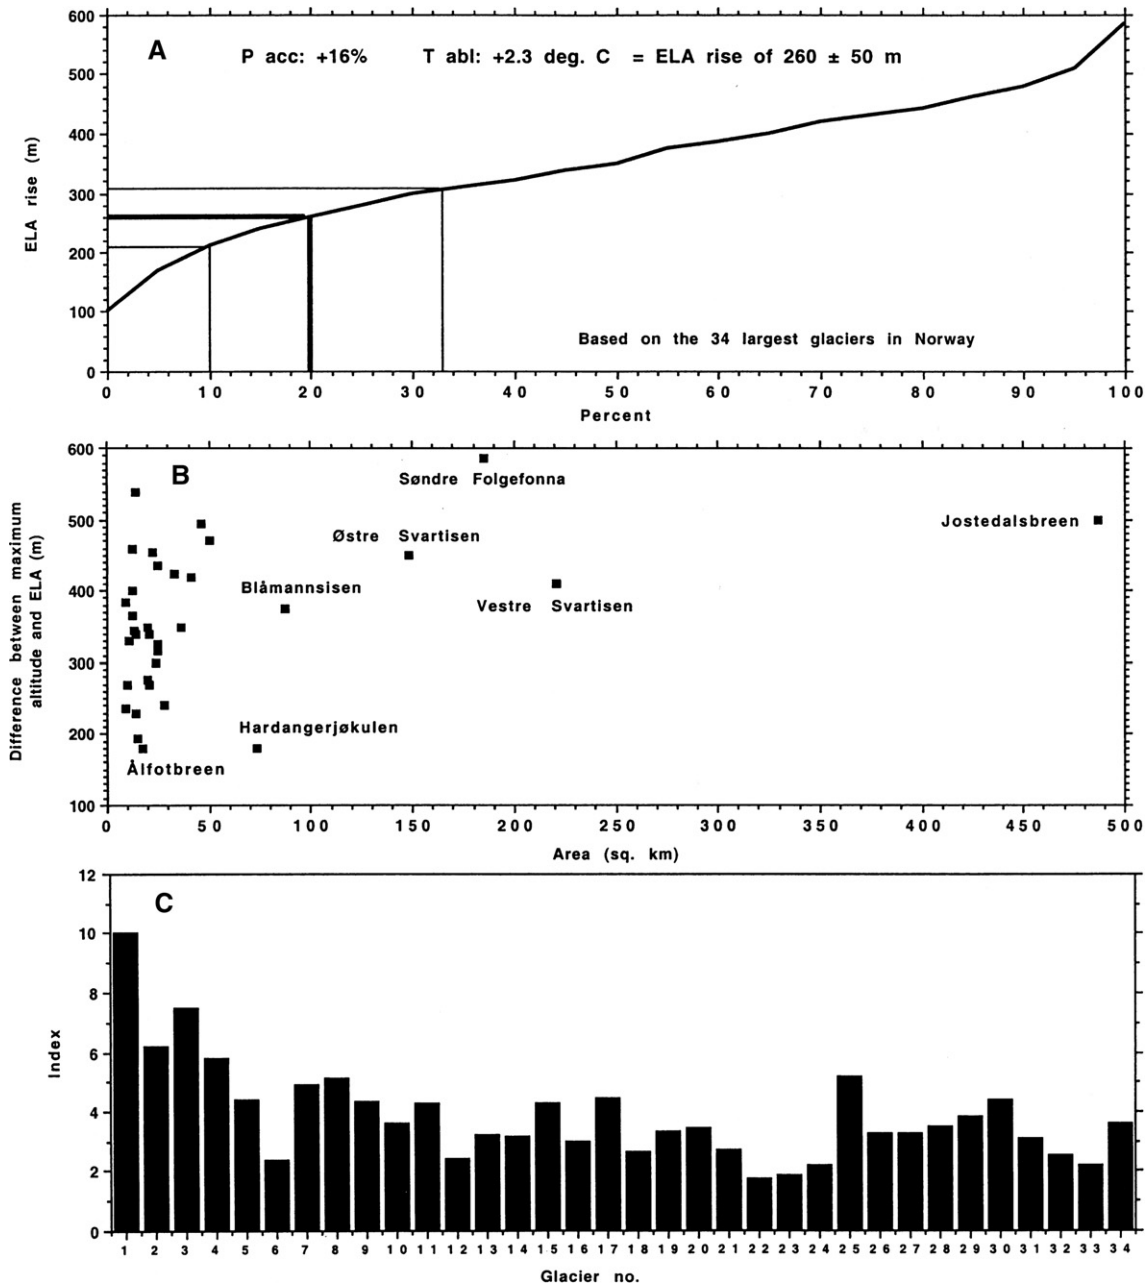 600
A
P acc: +16% T abl: +2.3 deg. C = ELA rise of 260 ± 50 m
500
400
ELA rise (m)
300
200
100
Based on the 34 largest glaciers in Norway
0
0 10 20 30 40 50 60 70 80 90 100
Percent
600
B
Søndre Folgefonna
500
Jostedalsbreen
Østre Svartisen
Difference between maximum
altitude and ELA (m)
Blåmannsisen
400
Vestre Svartisen
300
Hardangerjøkulen
200
Ålfotbreen
100
0 50 100 150 200 250 300 350 400 450 500
Area (sq. km)
12
C
10
8
Index
6
4
2
0
1 2 3 4 5 6 7 8 9 10 11 12 13 14 15 16 17 18 19 20 21 22 23 24 25 26 27 28 29 30 31 32 33 34
Glacier no.